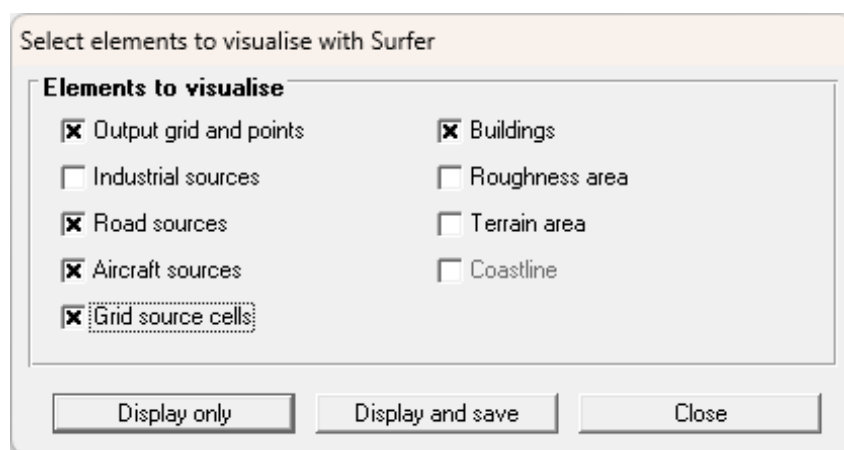 Select elements to visualise with Surfer
Elements to visualise
Output grid and points
Buildings
Industrial sources
Roughness area
Road sources
Terrain area
Aircraft sources
Coastline
Grid source cells
Display only
Display and save
Close